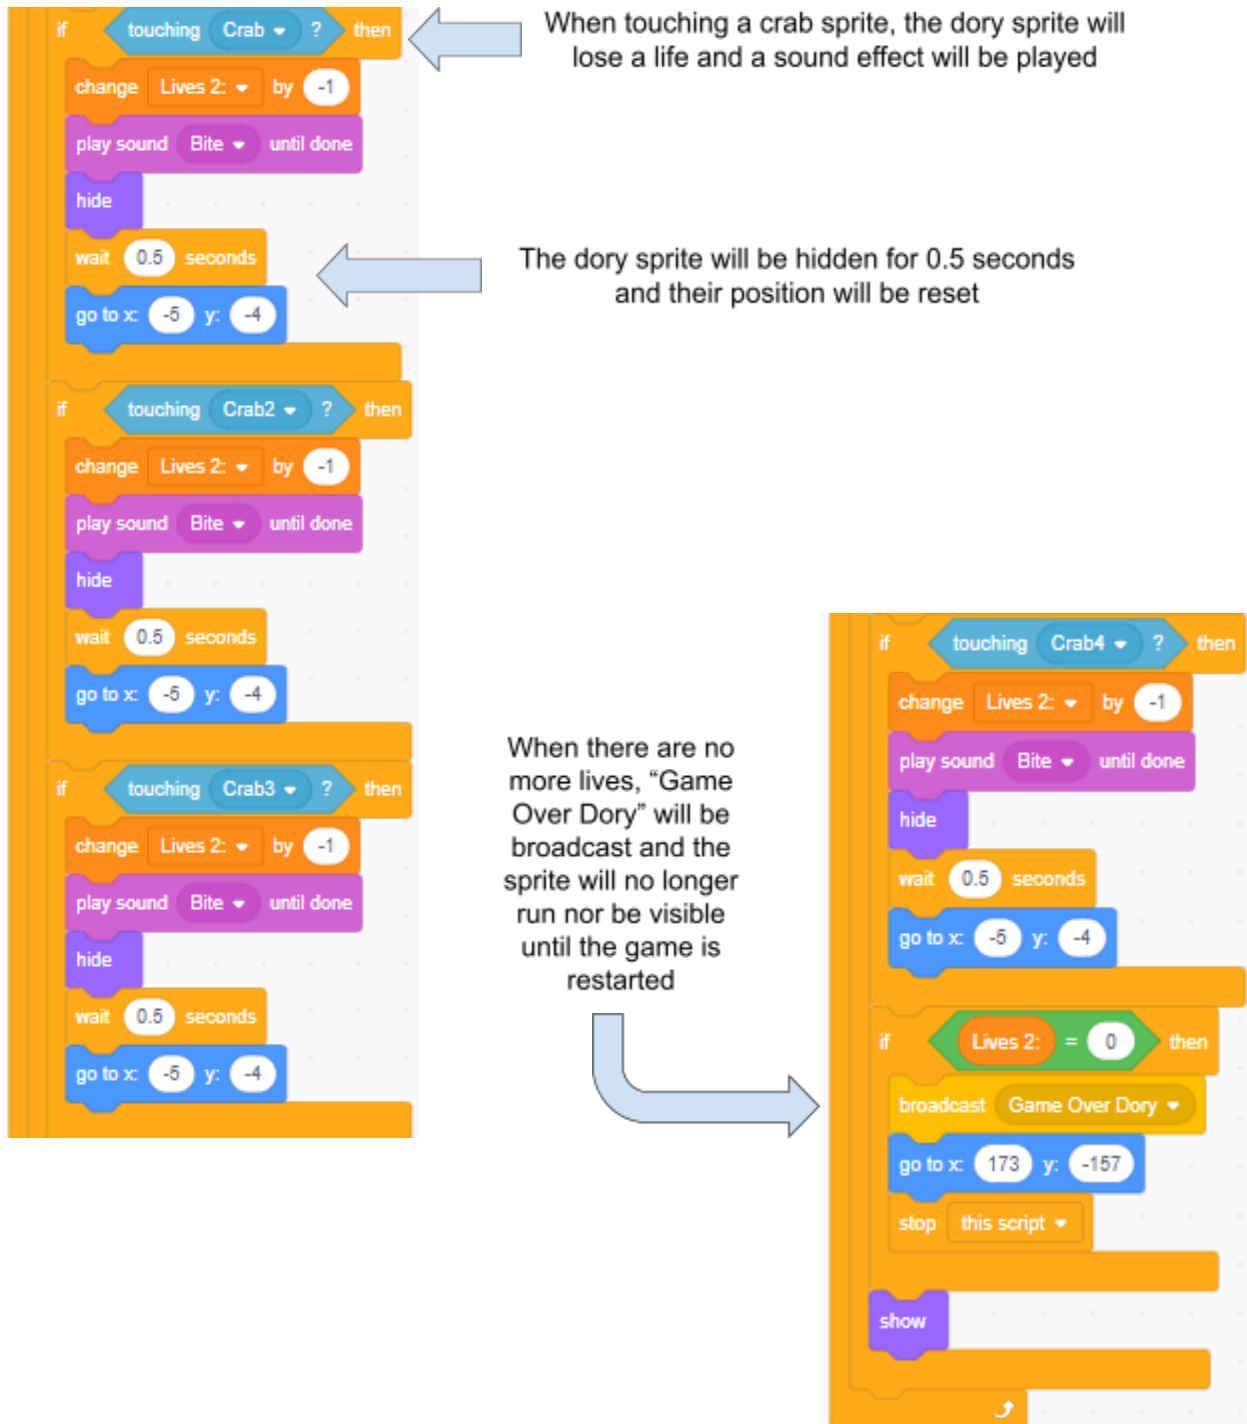 if touching Crab ? then
When touching a crab sprite, the dory sprite will
lose a life and a sound effect will be played
change Lives 2: by -1
play sound Bite until done
hide
wait 0.5 seconds
The dory sprite will be hidden for 0.5 seconds
and their position will be reset
go to x: -5 y: -4
if touching Crab2 ? then
change Lives 2: by -1
play sound Bite until done
hide
wait 0.5 seconds
go to x: -5 y: -4
if touching Crab3 ? then
change Lives 2: by -1
play sound Bite until done
hide
wait 0.5 seconds
go to x: -5 y: -4
When there are no
more lives, “Game
Over Dory” will be
broadcast and the
sprite will no longer
run nor be visible
until the game is
restarted
if touching Crab4 ? then
change Lives 2: by -1
play sound Bite until done
hide
wait 0.5 seconds
go to x: -5 y: -4
if Lives 2: = 0 then
broadcast Game Over Dory
go to x: 173 y: -157
stop this script
show